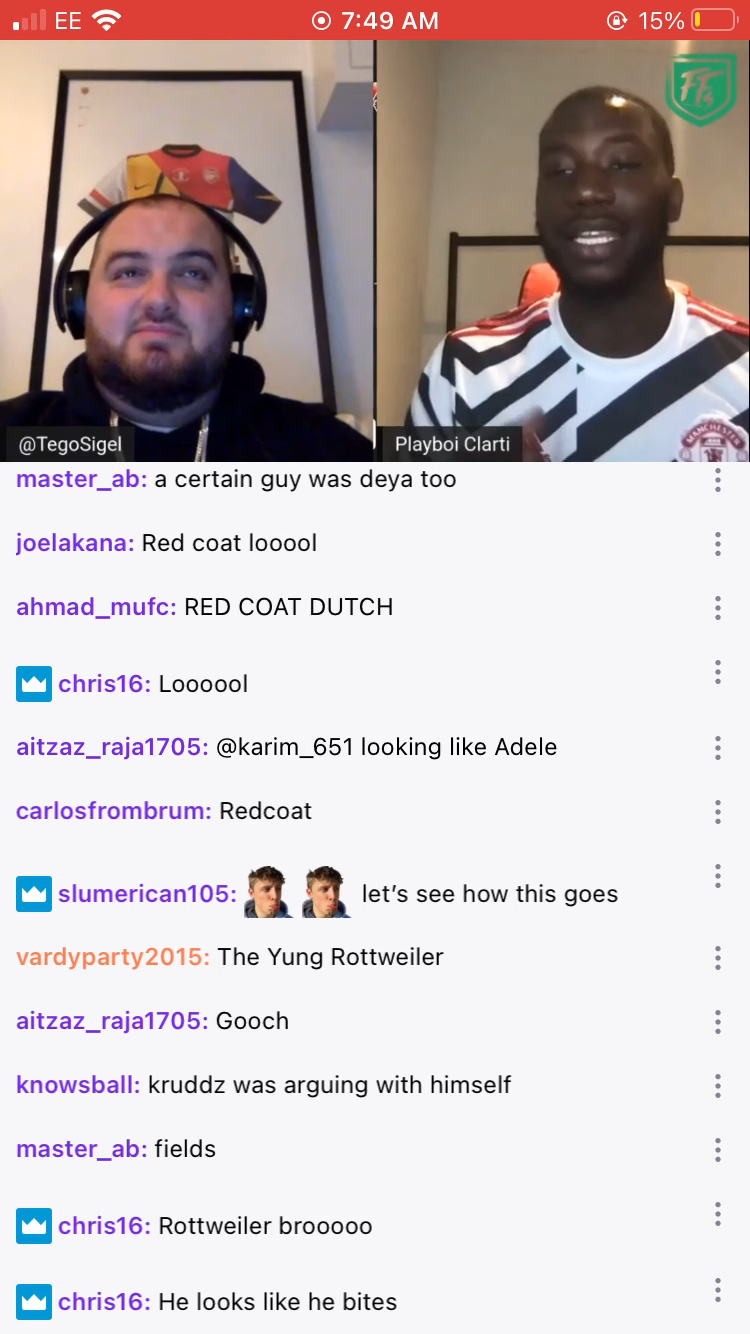 EE 7:49 AM 15%
FFS
@TegoSigel
Playboi Clarti
MANCHESTER
master_ab: a certain guy was deya too
joelakana: Red coat looool
ahmad_mufc: RED COAT DUTCH
chris16: Loooool
aitzaz_raja1705: @karim_651 looking like Adele
carlosfrombrum: Redcoat
slumerican105: let's see how this goes
vardyparty2015: The Yung Rottweiler
aitzaz_raja1705: Gooch
knowsball: kruddz was arguing with himself
master_ab: fields
chris16: Rottweiler brooooo
chris16: He looks like he bites